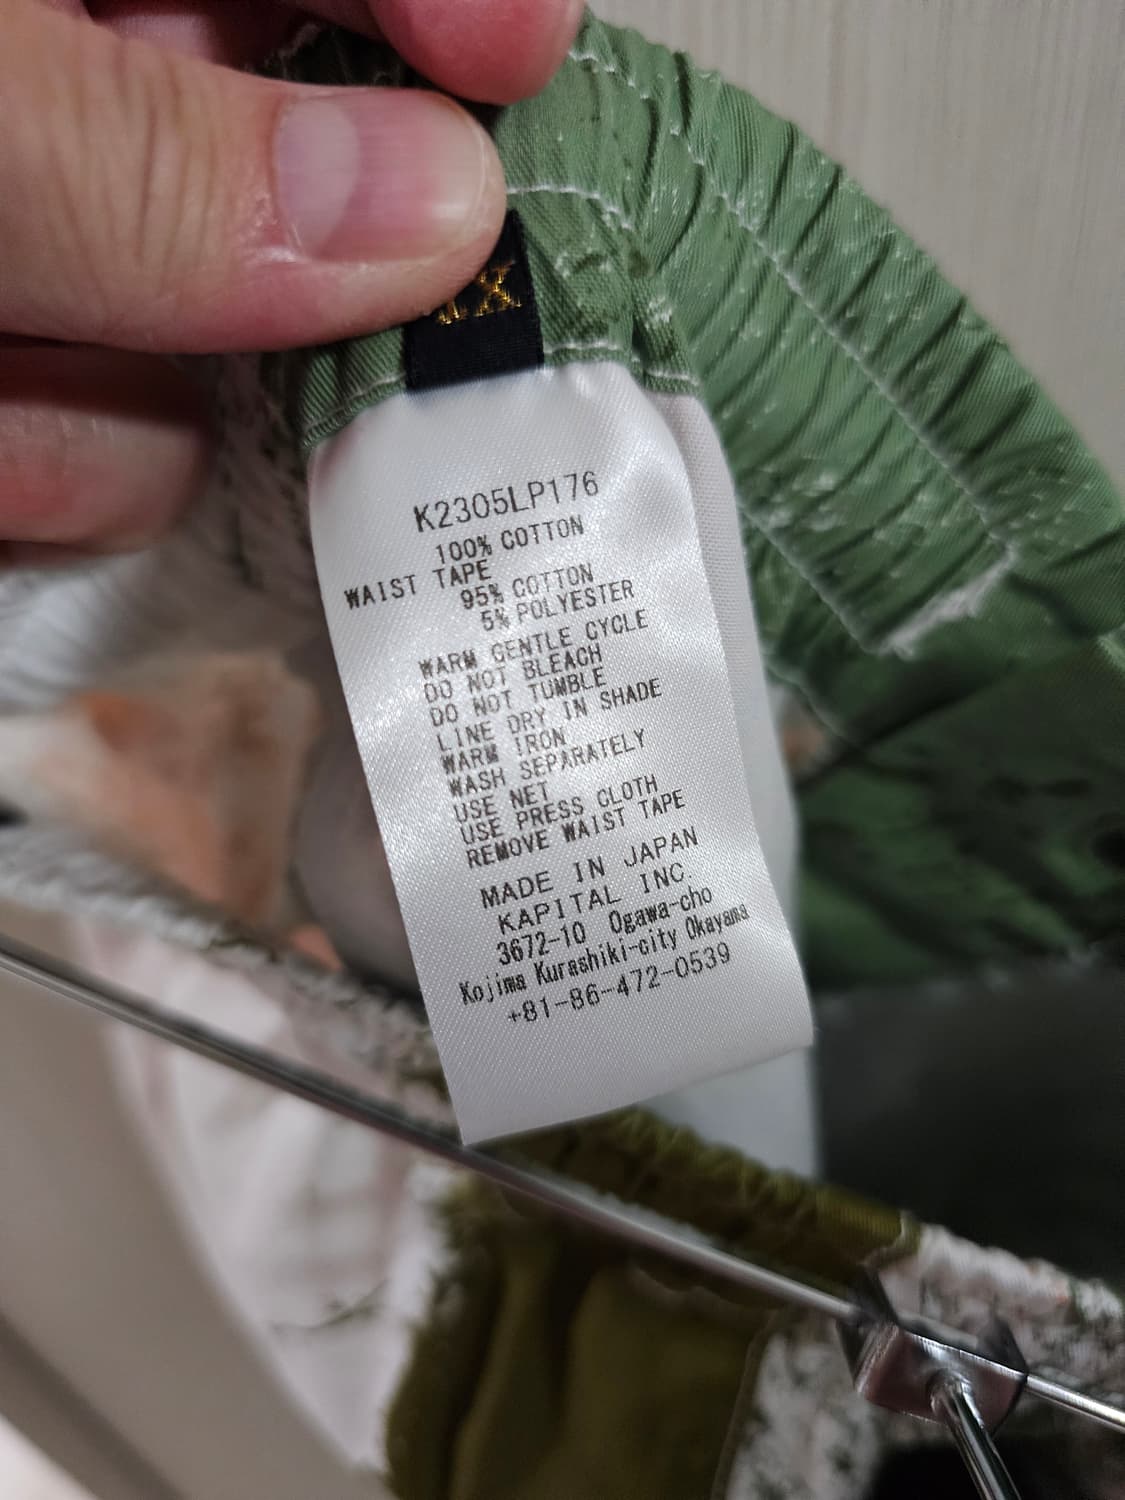 K2305LP176
100% COTTON
WAIST TAPE
95% COTTON
5% POLYESTER
WARM GENTLE CYCLE
DO NOT BLEACH
DO NOT TUMBLE
LINE DRY IN SHADE
WARM IRON
WASH SEPARATELY
USE NET
USE PRESS CLOTH
REMOVE WAIST TAPE
MADE IN JAPAN
KAPITAL INC.
3672-10 Ogawa-cho
Kojima Kurashiki-city Okayama
+81-86-472-0539